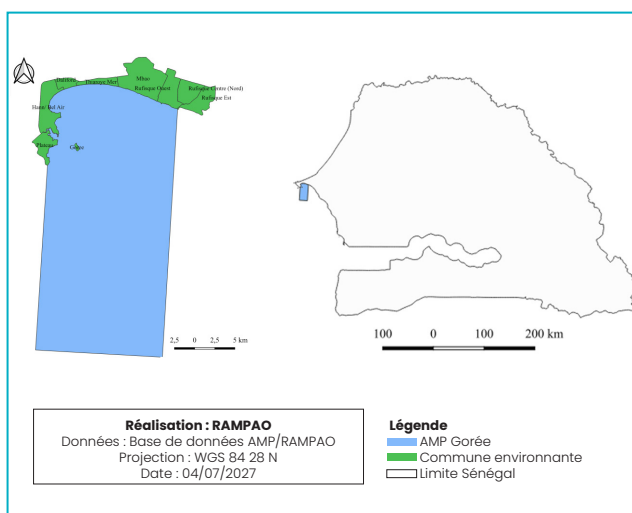 Dalifort
Thiaroye Mer
Mbao
Rufisque Ouest
Rufisque Centre (Nord)
Rufisque Est
Hann Bel Air
Plateau
Gorée
2,5 0 2,5 5 km
100 0 100 200 km
Réalisation : RAMPAO
Données : Base de données AMP/RAMPAO
Projection : WGS 84 28 N
Date : 04/07/2027
Légende
AMP Gorée
Commune environnante
Limite Sénégal